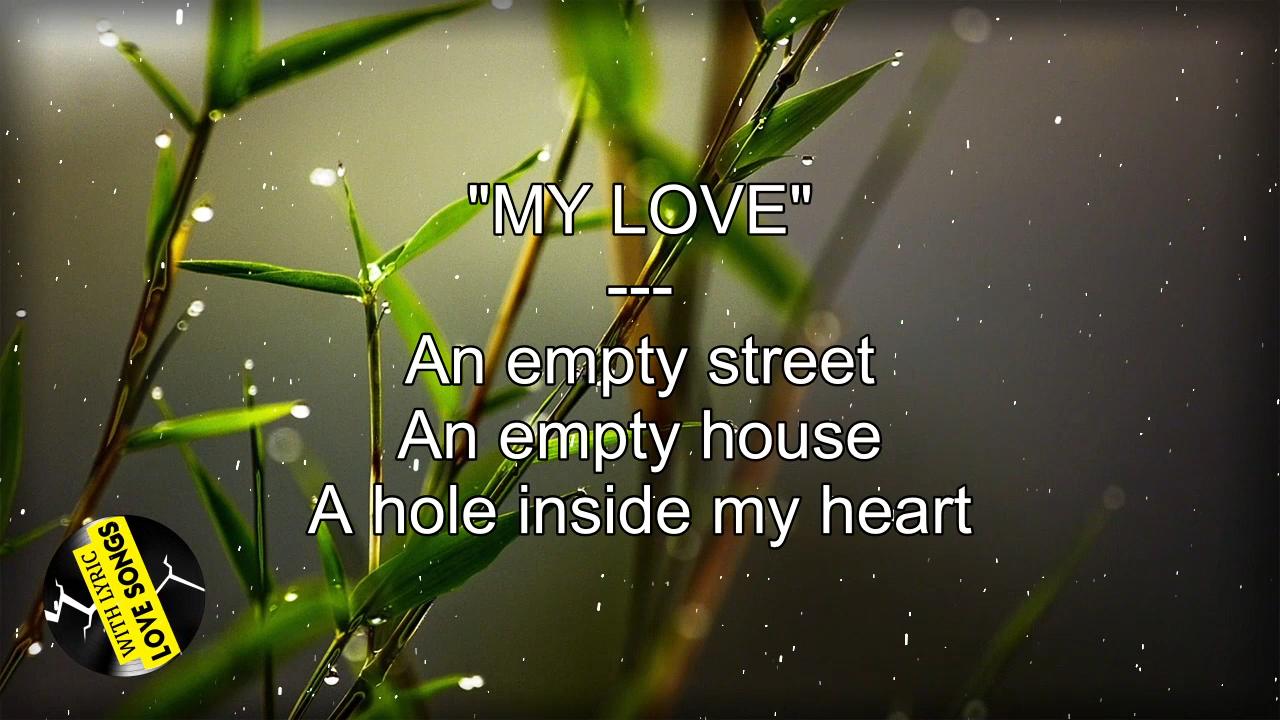 "MY LOVE"
---
An empty street
An empty house
A hole inside my heart
WITH LYRIC
LOVE SONGS